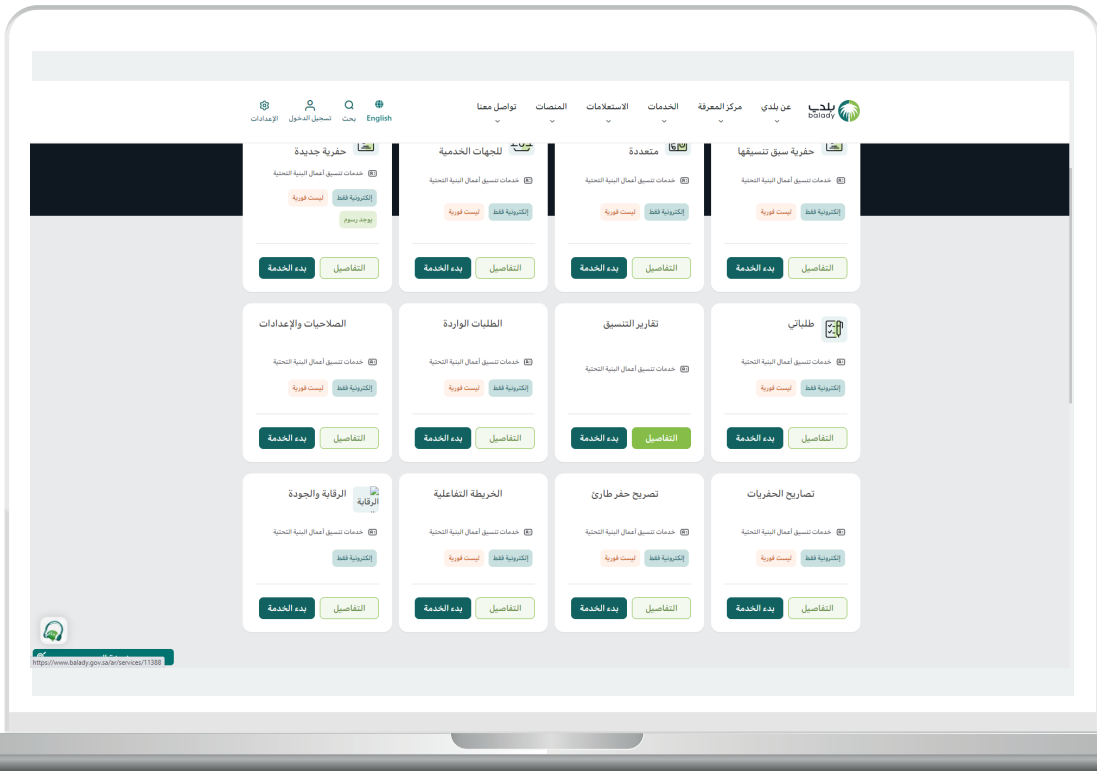 بلدي
balady
عن بلدي
مركز المعرفة
الخدمات
الاستعلامات
المنصات
تواصل معنا
English
بحث
تسجيل الدخول
الإعدادات
حفرية سبق تنسيقها
خدمات تنسيق أعمال البنية التحتية
إلكترونية فقط
ليست فورية
التفاصيل
بدء الخدمة
متعددة
خدمات تنسيق أعمال البنية التحتية
إلكترونية فقط
ليست فورية
التفاصيل
بدء الخدمة
للجهات الخدمية
خدمات تنسيق أعمال البنية التحتية
إلكترونية فقط
ليست فورية
التفاصيل
بدء الخدمة
حفرية جديدة
خدمات تنسيق أعمال البنية التحتية
إلكترونية فقط
ليست فورية
يوجد رسوم
التفاصيل
بدء الخدمة
طلباتي
خدمات تنسيق أعمال البنية التحتية
إلكترونية فقط
ليست فورية
التفاصيل
بدء الخدمة
تقارير التنسيق
خدمات تنسيق أعمال البنية التحتية
التفاصيل
بدء الخدمة
الطلبات الواردة
خدمات تنسيق أعمال البنية التحتية
إلكترونية فقط
ليست فورية
التفاصيل
بدء الخدمة
الصلاحيات والإعدادات
خدمات تنسيق أعمال البنية التحتية
إلكترونية فقط
ليست فورية
التفاصيل
بدء الخدمة
تصاريح الحفريات
خدمات تنسيق أعمال البنية التحتية
إلكترونية فقط
ليست فورية
التفاصيل
بدء الخدمة
تصريح حفر طارئ
خدمات تنسيق أعمال البنية التحتية
إلكترونية فقط
ليست فورية
التفاصيل
بدء الخدمة
الخريطة التفاعلية
خدمات تنسيق أعمال البنية التحتية
إلكترونية فقط
ليست فورية
التفاصيل
بدء الخدمة
الرقابة
الرقابة والجودة
خدمات تنسيق أعمال البنية التحتية
إلكترونية فقط
التفاصيل
بدء الخدمة
https://www.balady.gov.sa/ar/services/11388